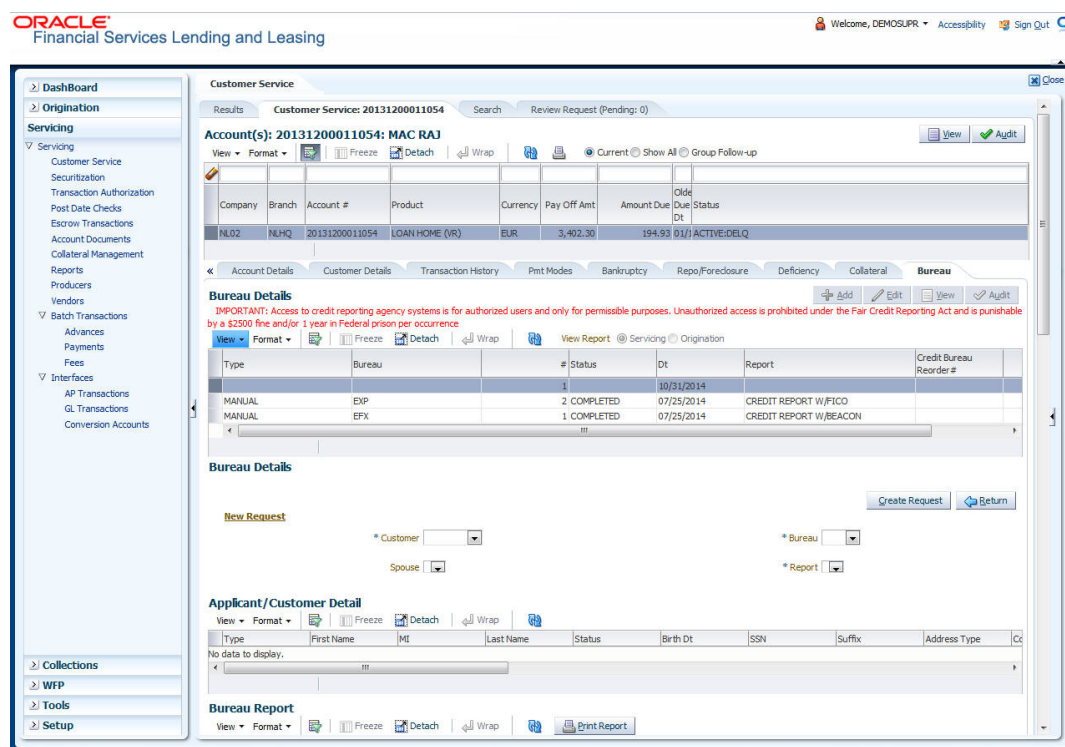 ORACLE
Financial Services Lending and Leasing
Welcome, DEMOSUPR Accessibility Sign Out
Close
DashBoard
Origination
Servicing
Servicing
Customer Service
Securitization
Transaction Authorization
Post Date Checks
Escrow Transactions
Account Documents
Collateral Management
Reports
Producers
Vendors
Batch Transactions
Advances
Payments
Fees
Interfaces
AP Transactions
GL Transactions
Conversion Accounts
Collections
WFP
Tools
Setup
Customer Service
Results Customer Service: 20131200011054 Search Review Request (Pending: 0)
Account(s): 20131200011054: MAC RAJ
View Audit
View Format Freeze Detach Wrap Current Show All Group Follow-up
Company Branch Account # Product Currency Pay Off Amt Amount Due Olde Due Dt Status
NL02 NLHQ 20131200011054 LOAN HOME (VR) EUR 3,402.30 194.93 01/1 ACTIVE:DELQ
Account Details Customer Details Transaction History Pmt Modes Bankruptcy Repo/Foreclosure Deficiency Collateral Bureau
Bureau Details
Add Edit View Audit
IMPORTANT: Access to credit reporting agency systems is for authorized users and only for permissible purposes. Unauthorized access is prohibited under the Fair Credit Reporting Act and is punishable
by a $2500 fine and/or 1 year in Federal prison per occurrence
View Format Freeze Detach Wrap View Report Servicing Origination
Type Bureau # Status Dt Report Credit Bureau Reorder #
1 10/31/2014
MANUAL EXP 2 COMPLETED 07/25/2014 CREDIT REPORT W/FICO
MANUAL EFX 1 COMPLETED 07/25/2014 CREDIT REPORT W/BEACON
Bureau Details
Create Request Return
New Request
* Customer * Bureau
Spouse * Report
Applicant/Customer Detail
View Format Freeze Detach Wrap
Type First Name MI Last Name Status Birth Dt SSN Suffix Address Type Co
No data to display.
Bureau Report
View Format Freeze Detach Wrap Print Report